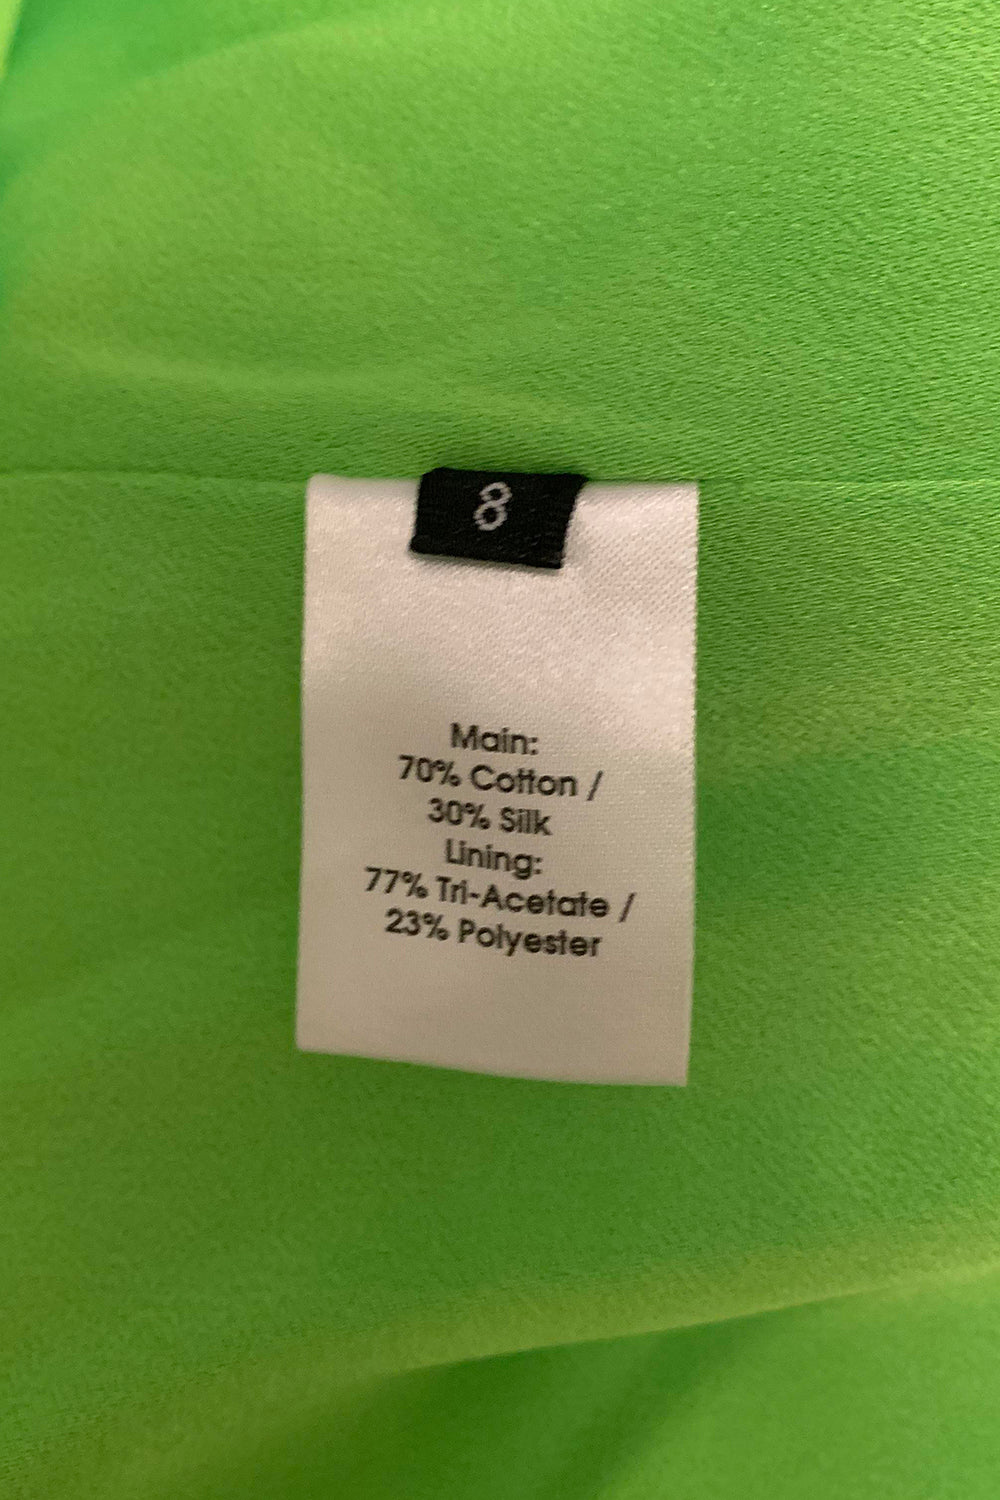 8
Main:
70% Cotton /
30% Silk
Lining:
77% Tri-Acetate /
23% Polyester